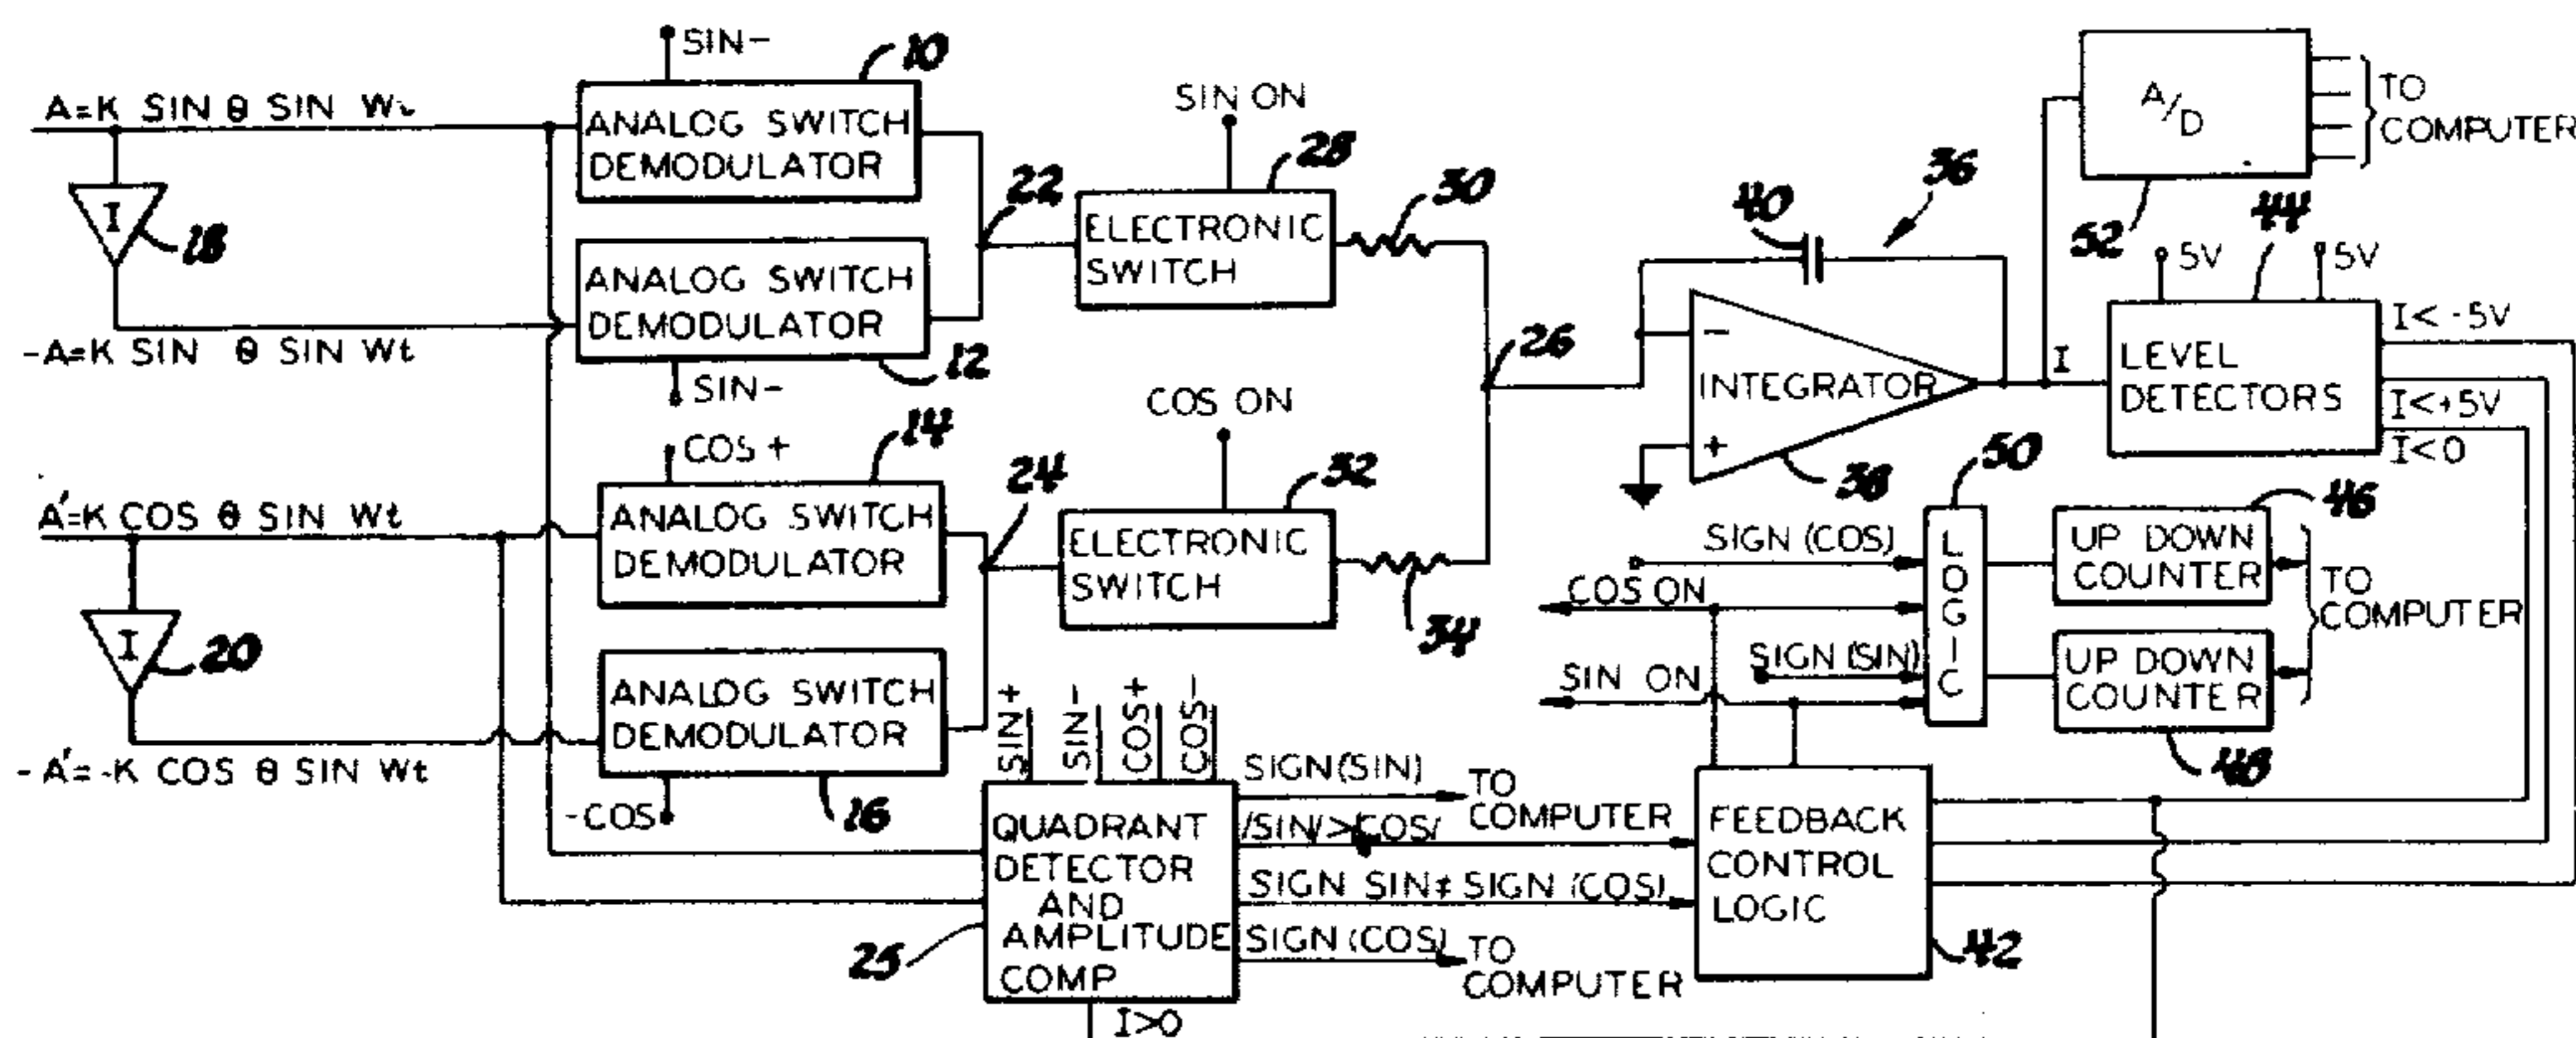 SIN-
10
A=K SIN θ SIN Wt
ANALOG SWITCH
DEMODULATOR
I
18
ANALOG SWITCH
DEMODULATOR
-A=K SIN θ SIN Wt
12
SIN-
22
SIN ON
28
ELECTRONIC
SWITCH
30
26
COS +
14
A'=K COS θ SIN Wt
ANALOG SWITCH
DEMODULATOR
I
20
ANALOG SWITCH
DEMODULATOR
-A'=-K COS θ SIN Wt
-COS
16
24
COS ON
32
ELECTRONIC
SWITCH
34
36
40
-
INTEGRATOR
+
38
I
A/D
TO
COMPUTER
52
44
5V
5V
LEVEL
DETECTORS
I< -5V
I<+5V
I<0
50
SIGN (COS)
COS ON
SIGN (SIN)
SIN ON
LOGIC
46
UP DOWN
COUNTER
UP DOWN
COUNTER
48
TO
COMPUTER
SIN+
SIN-
COS+
COS-
QUADRANT
DETECTOR
AND
AMPLITUDE
COMP
25
I>0
SIGN(SIN)
TO
COMPUTER
/SIN/>/COS/
SIGN SIN≠ SIGN (COS)
SIGN (COS)
TO
COMPUTER
FEEDBACK
CONTROL
LOGIC
42